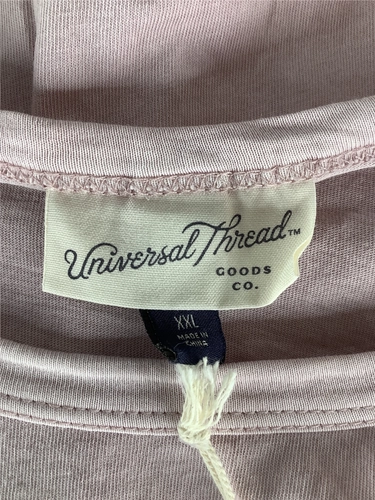 Universal Thread™
GOODS
CO.
XXL
MADE IN
CHINA